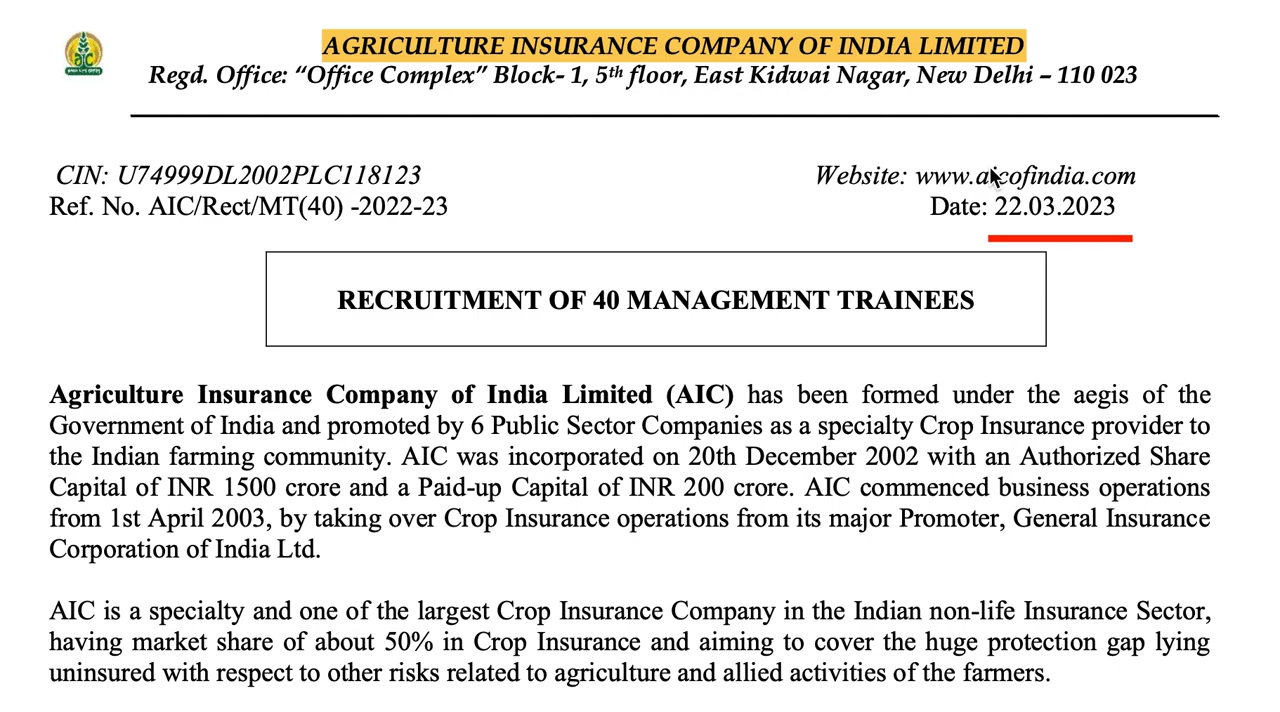 AGRICULTURE INSURANCE COMPANY OF INDIA LIMITED
Regd. Office: “Office Complex” Block- 1, 5th floor, East Kidwai Nagar, New Delhi – 110 023
CIN: U74999DL2002PLC118123
Website: www.aicofindia.com
Ref. No. AIC/Rect/MT(40) -2022-23
Date: 22.03.2023
RECRUITMENT OF 40 MANAGEMENT TRAINEES
Agriculture Insurance Company of India Limited (AIC) has been formed under the aegis of the
Government of India and promoted by 6 Public Sector Companies as a specialty Crop Insurance provider to
the Indian farming community. AIC was incorporated on 20th December 2002 with an Authorized Share
Capital of INR 1500 crore and a Paid-up Capital of INR 200 crore. AIC commenced business operations
from 1st April 2003, by taking over Crop Insurance operations from its major Promoter, General Insurance
Corporation of India Ltd.
AIC is a specialty and one of the largest Crop Insurance Company in the Indian non-life Insurance Sector,
having market share of about 50% in Crop Insurance and aiming to cover the huge protection gap lying
uninsured with respect to other risks related to agriculture and allied activities of the farmers.